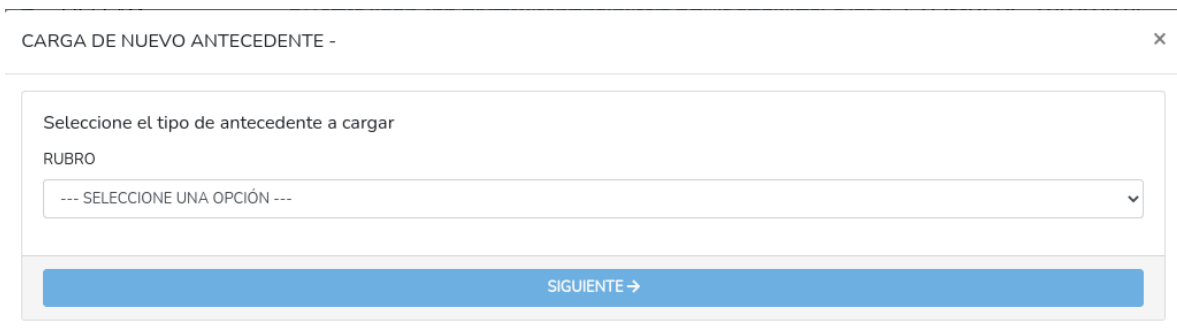 CARGA DE NUEVO ANTECEDENTE -
×
Seleccione el tipo de antecedente a cargar
RUBRO
--- SELECCIONE UNA OPCIÓN ---
SIGUIENTE →